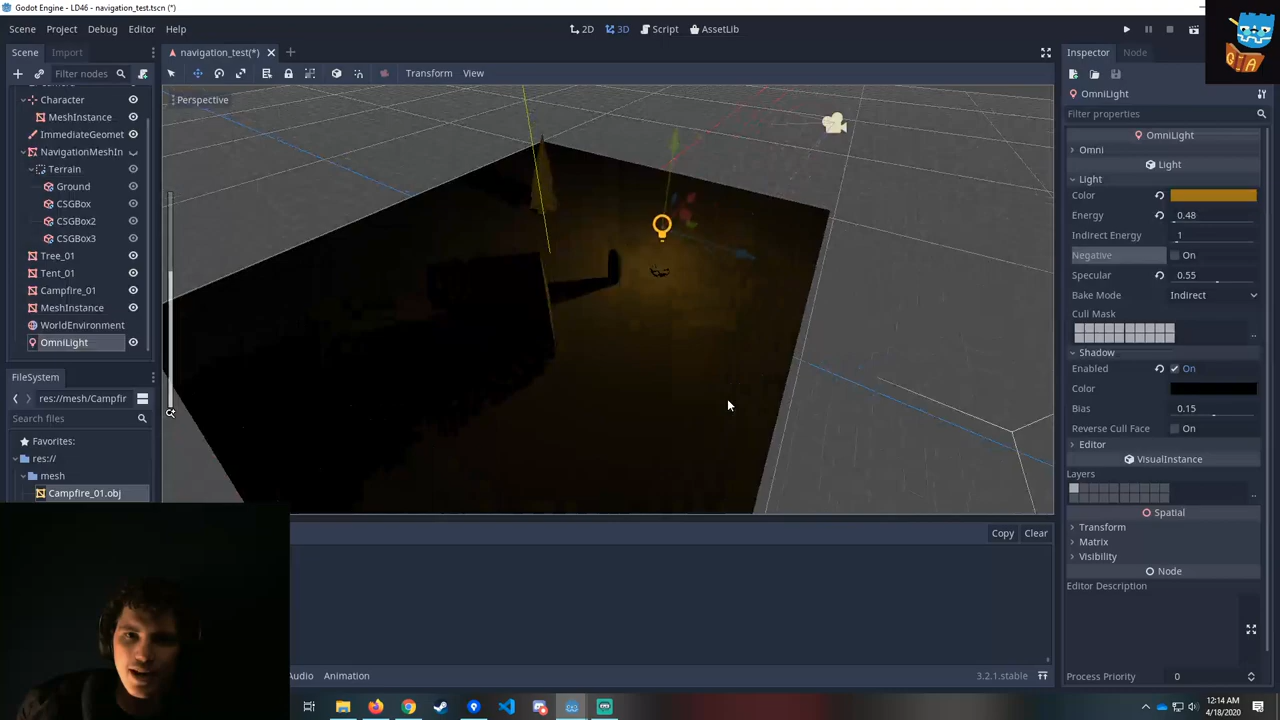 Godot Engine - LD46 - navigation_test.tscn (*)
Scene Project Debug Editor Help
2D 3D Script AssetLib
Scene Import
navigation_test(*)
Inspector Node
Filter nodes
Transform View
OmniLight
Filter properties
Perspective
Character
MeshInstance
ImmediateGeomet
NavigationMeshIn
Terrain
Ground
CSGBox
CSGBox2
CSGBox3
Tree_01
Tent_01
Campfire_01
MeshInstance
WorldEnvironment
OmniLight
OmniLight
Omni
Light
Light
Color
Energy 0.48
Indirect Energy 1
Negative On
Specular 0.55
Bake Mode Indirect
Cull Mask
Shadow
Enabled On
Color
Bias 0.15
Reverse Cull Face On
Editor
VisualInstance
Layers
Spatial
Transform
Matrix
Visibility
Node
Editor Description
Process Priority 0
FileSystem
res://mesh/Campfir
Search files
Favorites:
res://
mesh
Campfire_01.obj
Copy Clear
Audio Animation
3.2.1.stable
Q A
12:14 AM
4/18/2020